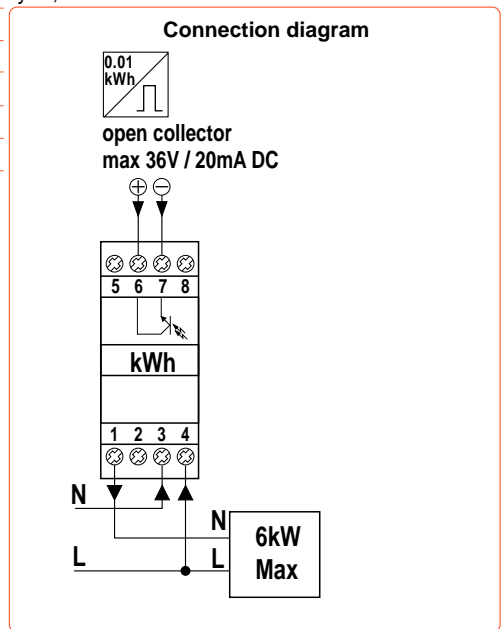 Connection diagram
0.01
kWh
open collector
max 36V / 20mA DC
5 6 7 8
kWh
1 2 3 4
N
N
6kW
L
L
Max